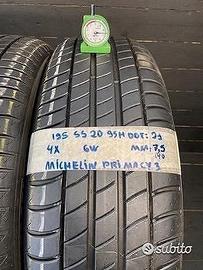 195 55 20 95H DOT: 21
4X 6W MM: 7,5
MICHELIN PRIMACY 3
subito